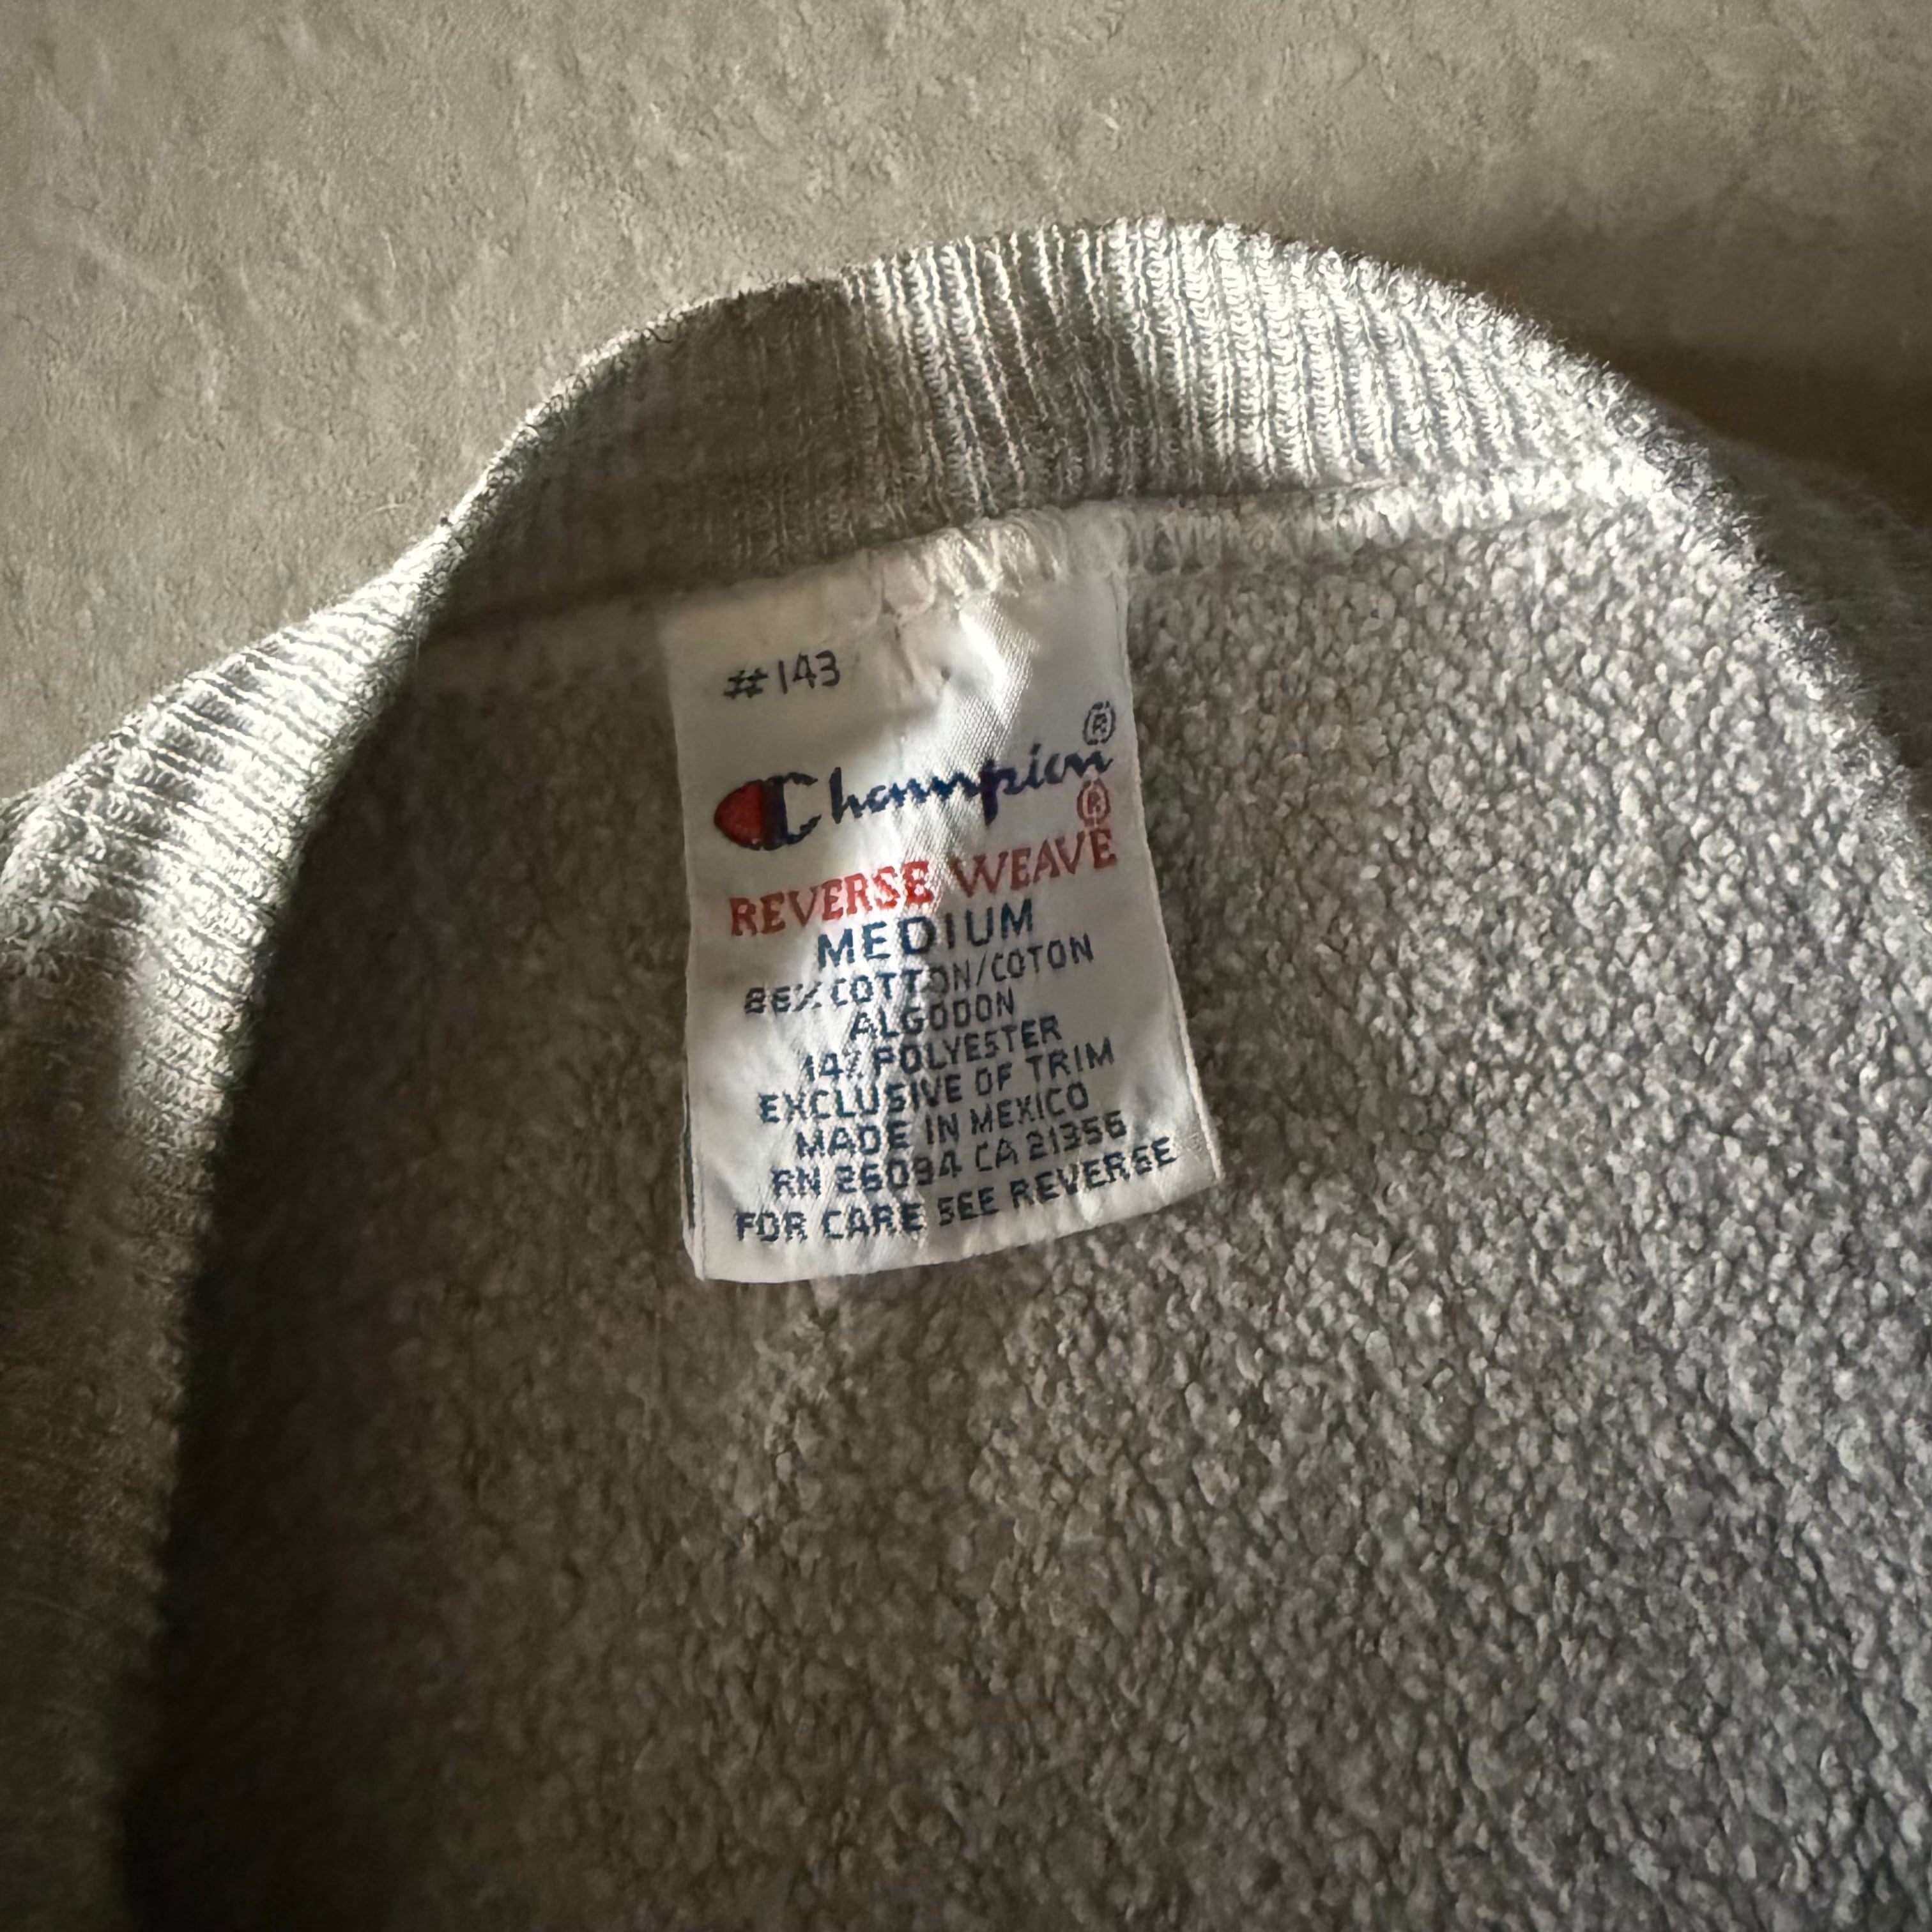 #143
Champion®
REVERSE WEAVE®
MEDIUM
86% COTTON/COTON
ALGODON
14% POLYESTER
EXCLUSIVE OF TRIM
MADE IN MEXICO
RN 26094 CA 21356
FOR CARE SEE REVERSE